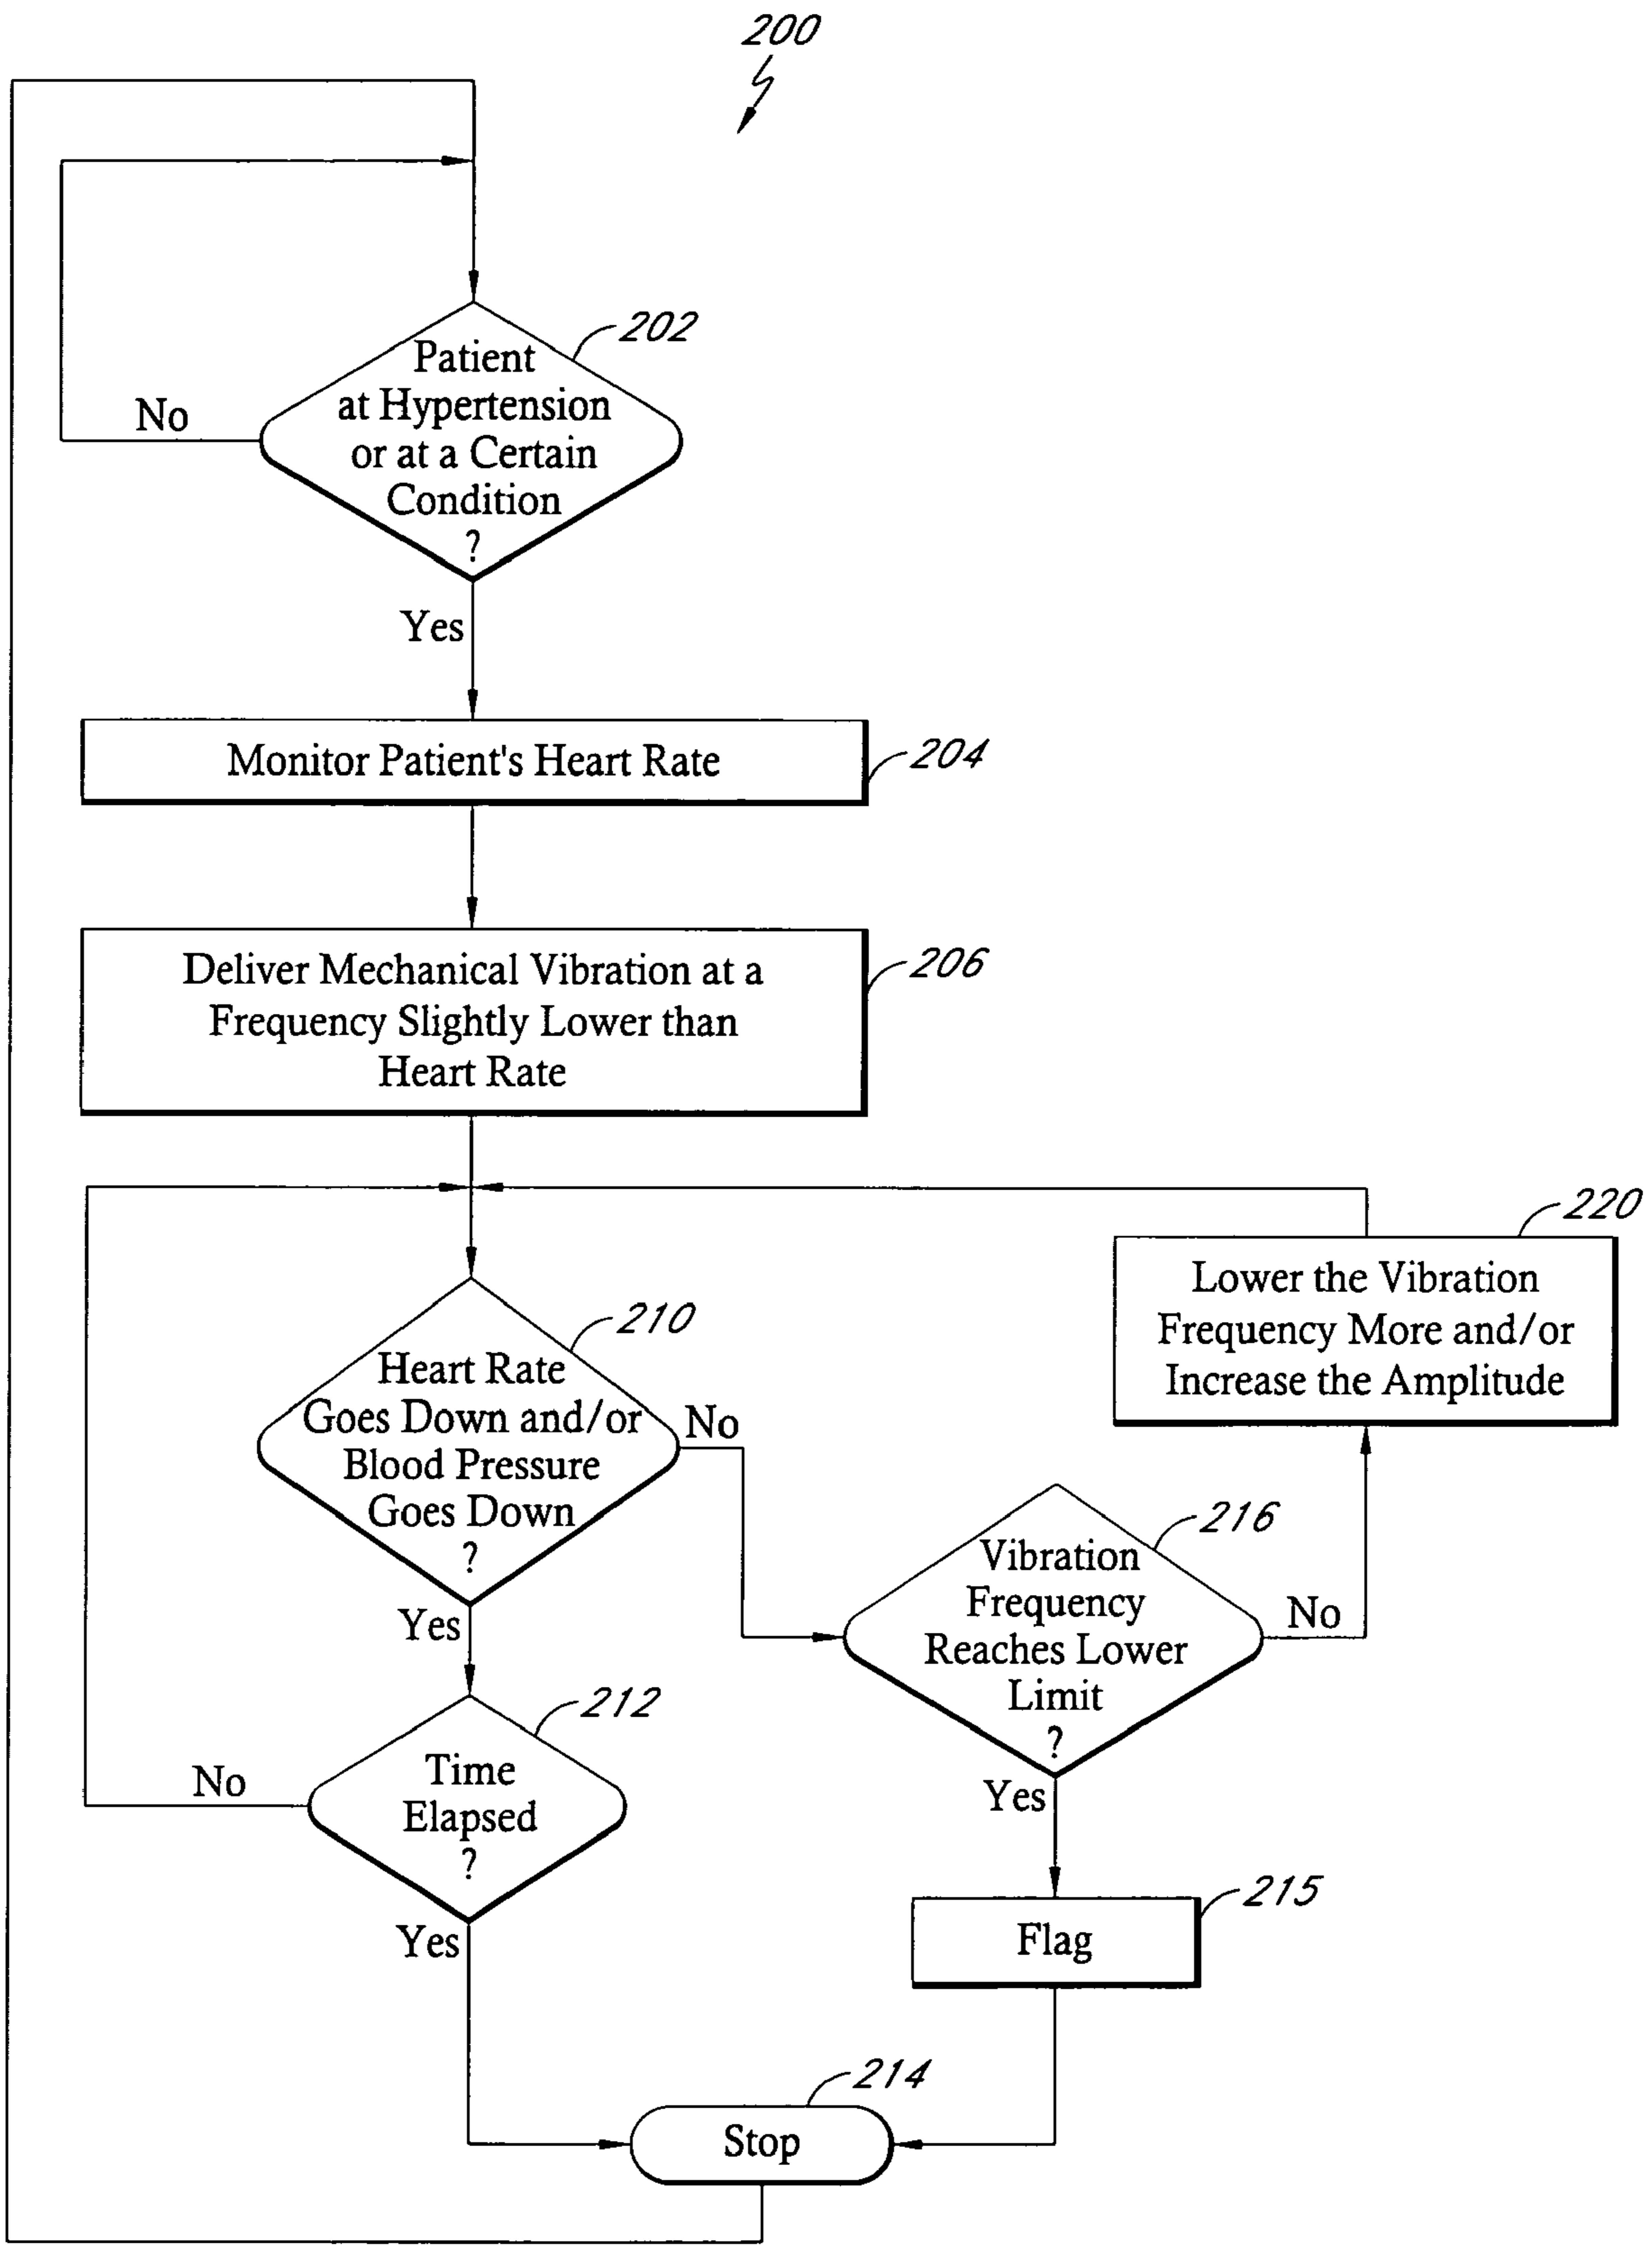 200
202
Patient
at Hypertension
or at a Certain
Condition
?
No
Yes
Monitor Patient's Heart Rate
204
Deliver Mechanical Vibration at a
Frequency Slightly Lower than
Heart Rate
206
220
Lower the Vibration
Frequency More and/or
Increase the Amplitude
210
Heart Rate
Goes Down and/or
Blood Pressure
Goes Down
?
No
Yes
216
Vibration
Frequency
Reaches Lower
Limit
?
No
Yes
212
Time
Elapsed
?
No
Yes
215
Flag
214
Stop